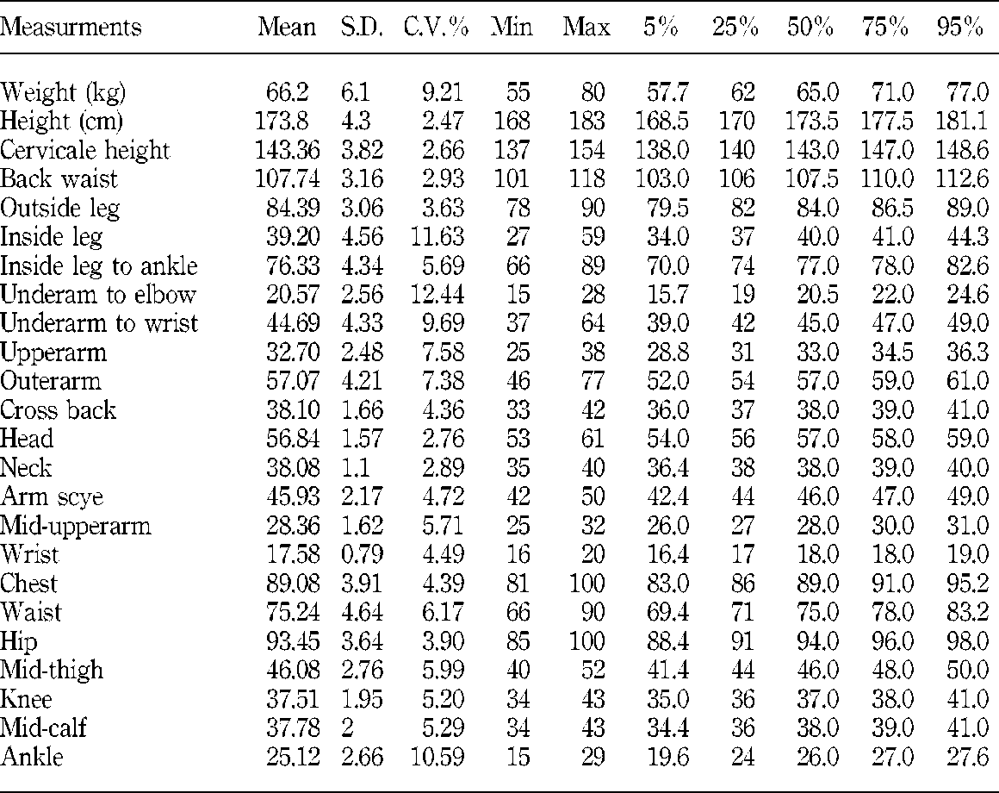 Measurments Mean S.D. C.V.% Min Max 5% 25% 50% 75% 95%
Weight (kg) 66.2 6.1 9.21 55 80 57.7 62 65.0 71.0 77.0
Height (cm) 173.8 4.3 2.47 168 183 168.5 170 173.5 177.5 181.1
Cervicale height 143.36 3.82 2.66 137 154 138.0 140 143.0 147.0 148.6
Back waist 107.74 3.16 2.93 101 118 103.0 106 107.5 110.0 112.6
Outside leg 84.39 3.06 3.63 78 90 79.5 82 84.0 86.5 89.0
Inside leg 39.20 4.56 11.63 27 59 34.0 37 40.0 41.0 44.3
Inside leg to ankle 76.33 4.34 5.69 66 89 70.0 74 77.0 78.0 82.6
Underam to elbow 20.57 2.56 12.44 15 28 15.7 19 20.5 22.0 24.6
Underarm to wrist 44.69 4.33 9.69 37 64 39.0 42 45.0 47.0 49.0
Upperarm 32.70 2.48 7.58 25 38 28.8 31 33.0 34.5 36.3
Outerarm 57.07 4.21 7.38 46 77 52.0 54 57.0 59.0 61.0
Cross back 38.10 1.66 4.36 33 42 36.0 37 38.0 39.0 41.0
Head 56.84 1.57 2.76 53 61 54.0 56 57.0 58.0 59.0
Neck 38.08 1.1 2.89 35 40 36.4 38 38.0 39.0 40.0
Arm scye 45.93 2.17 4.72 42 50 42.4 44 46.0 47.0 49.0
Mid-upperarm 28.36 1.62 5.71 25 32 26.0 27 28.0 30.0 31.0
Wrist 17.58 0.79 4.49 16 20 16.4 17 18.0 18.0 19.0
Chest 89.08 3.91 4.39 81 100 83.0 86 89.0 91.0 95.2
Waist 75.24 4.64 6.17 66 90 69.4 71 75.0 78.0 83.2
Hip 93.45 3.64 3.90 85 100 88.4 91 94.0 96.0 98.0
Mid-thigh 46.08 2.76 5.99 40 52 41.4 44 46.0 48.0 50.0
Knee 37.51 1.95 5.20 34 43 35.0 36 37.0 38.0 41.0
Mid-calf 37.78 2 5.29 34 43 34.4 36 38.0 39.0 41.0
Ankle 25.12 2.66 10.59 15 29 19.6 24 26.0 27.0 27.6